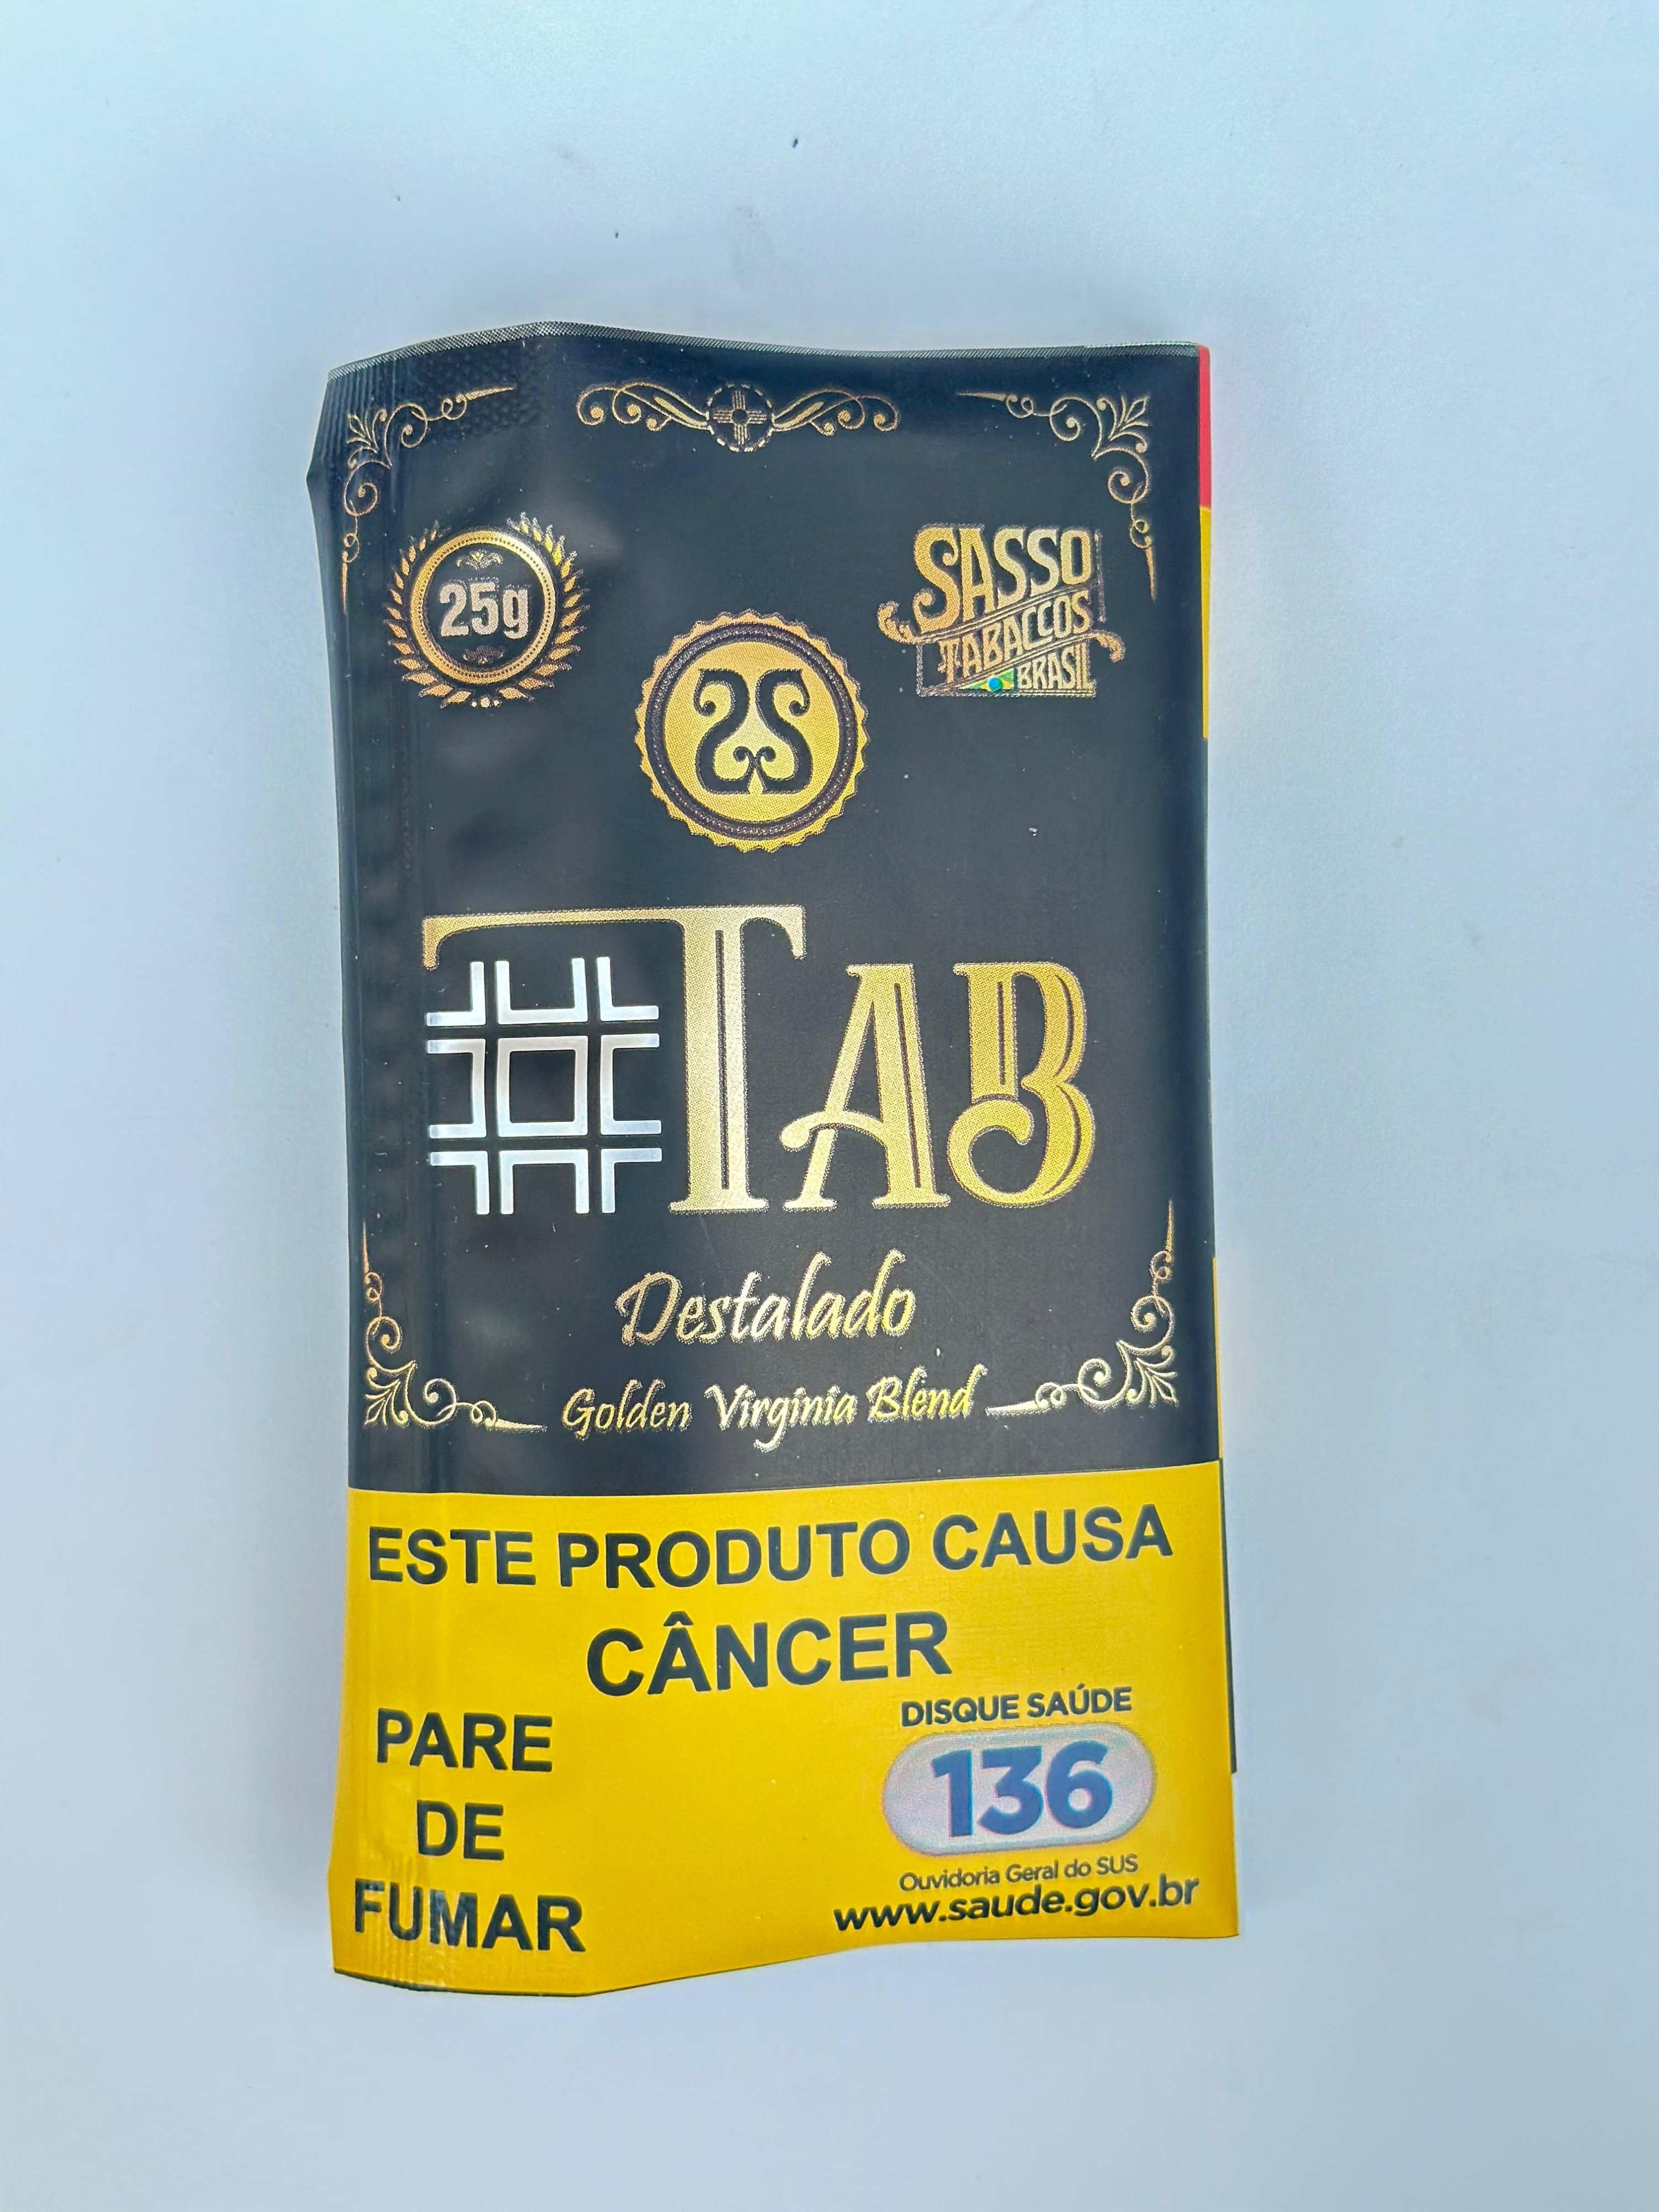 25g
SASSO
TABACCOS
BRASIL
#TAB
Destalado
Golden Virginia Blend
ESTE PRODUTO CAUSA
CÂNCER
PARE
DE
FUMAR
DISQUE SAÚDE
136
Ouvidoria Geral do SUS
www.saude.gov.br